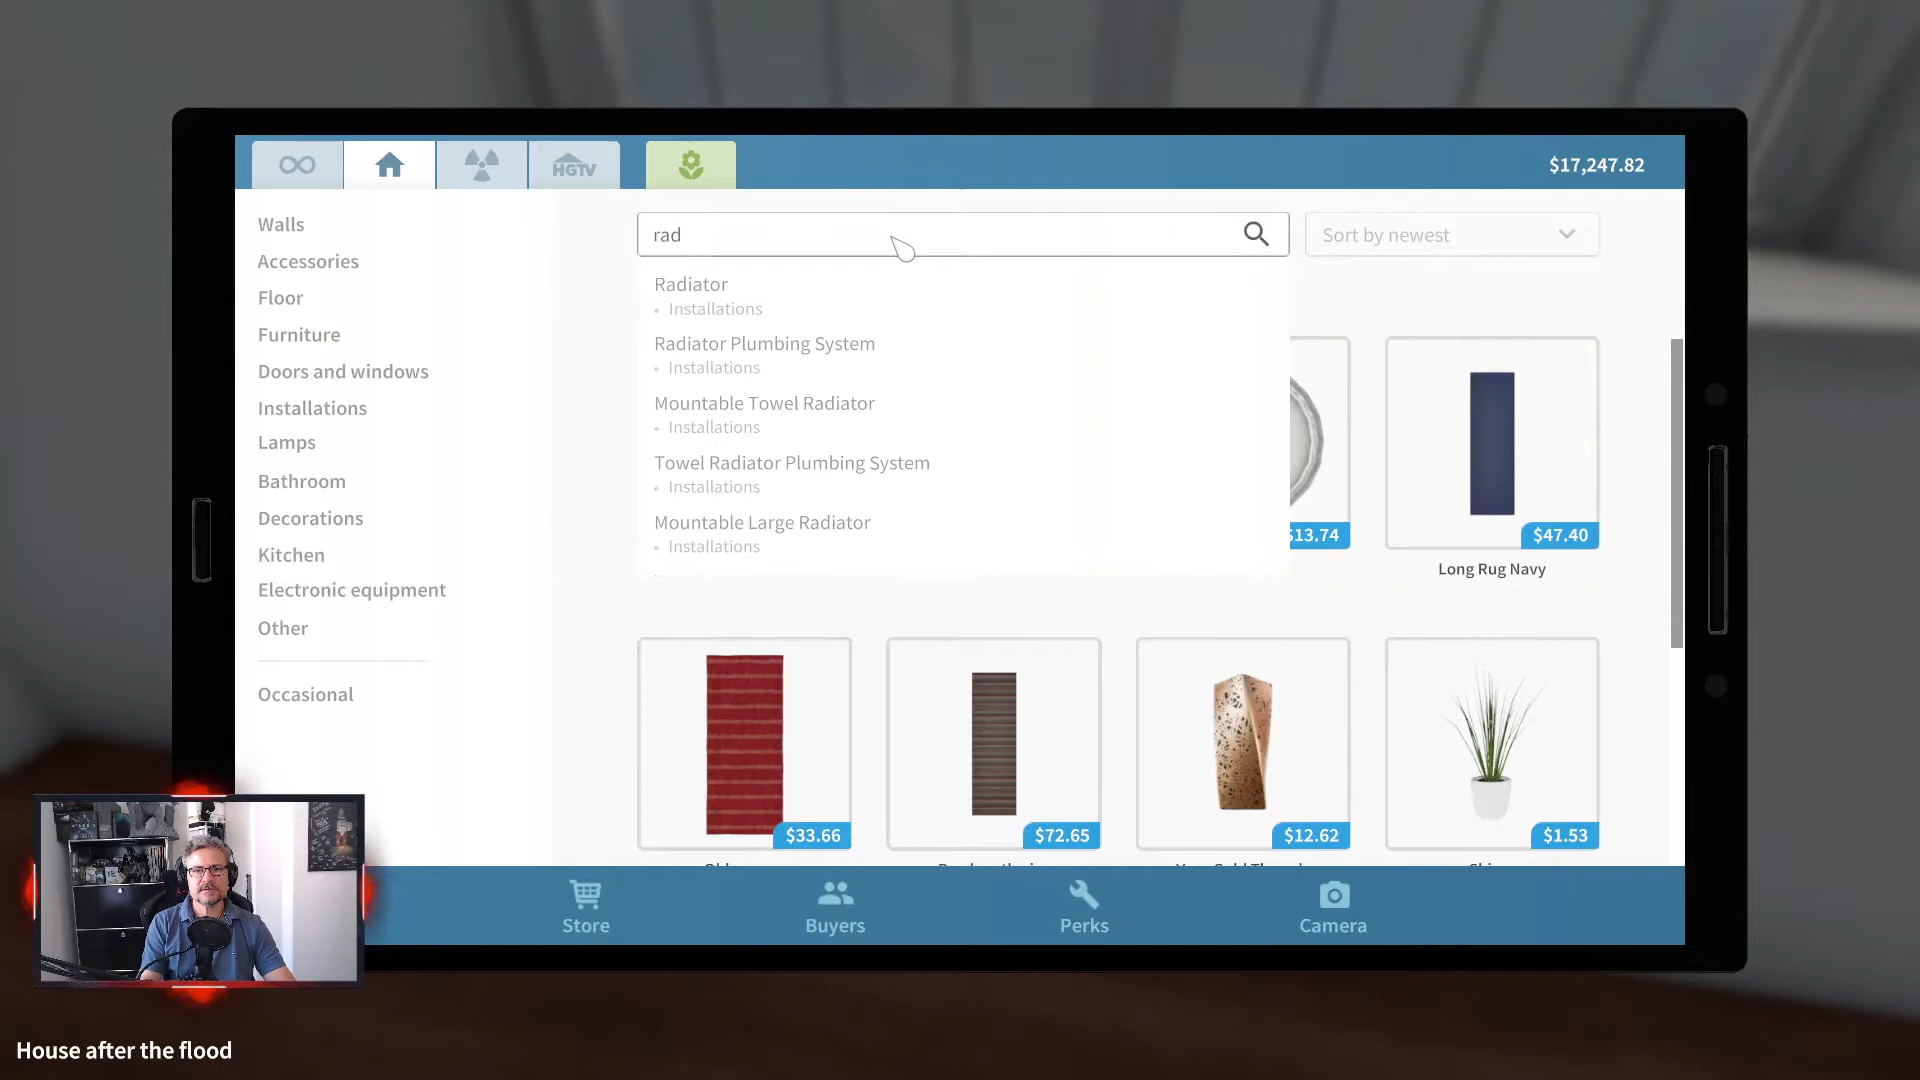 HGTV
$17,247.82
Walls
Accessories
Floor
Furniture
Doors and windows
Installations
Lamps
Bathroom
Decorations
Kitchen
Electronic equipment
Other
Occasional
rad
Sort by newest
Radiator
• Installations
Radiator Plumbing System
• Installations
Mountable Towel Radiator
• Installations
Towel Radiator Plumbing System
• Installations
Mountable Large Radiator
• Installations
$13.74
$47.40
Long Rug Navy
$33.66
$72.65
$12.62
$1.53
Store
Buyers
Perks
Camera
House after the flood